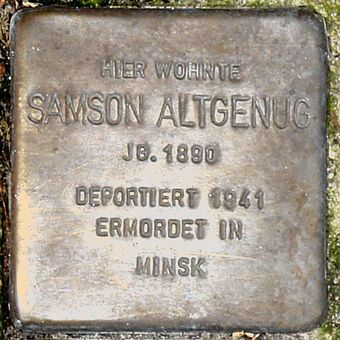 HIER WOHNTE
SAMSON ALTGENUG
JG. 1890
DEPORTIERT 1941
ERMORDET IN
MINSK